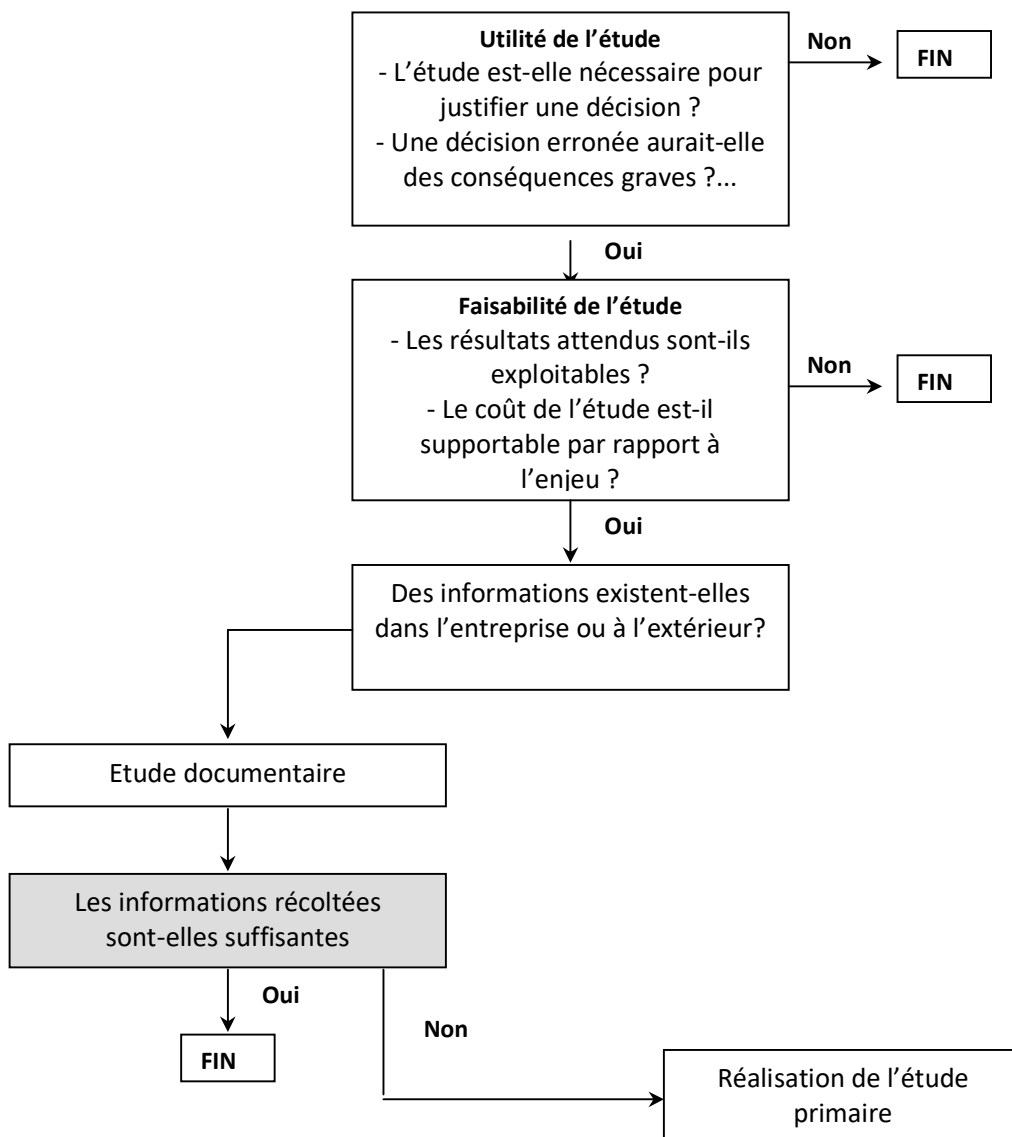 Utilité de l’étude
- L’étude est-elle nécessaire pour
justifier une décision ?
- Une décision erronée aurait-elle
des conséquences graves ?...
Non
FIN
Oui
Faisabilité de l’étude
- Les résultats attendus sont-ils
exploitables ?
- Le coût de l’étude est-il
supportable par rapport à
l’enjeu ?
Non
FIN
Oui
Des informations existent-elles
dans l’entreprise ou à l’extérieur?
Etude documentaire
Les informations récoltées
sont-elles suffisantes
Oui
FIN
Non
Réalisation de l’étude
primaire